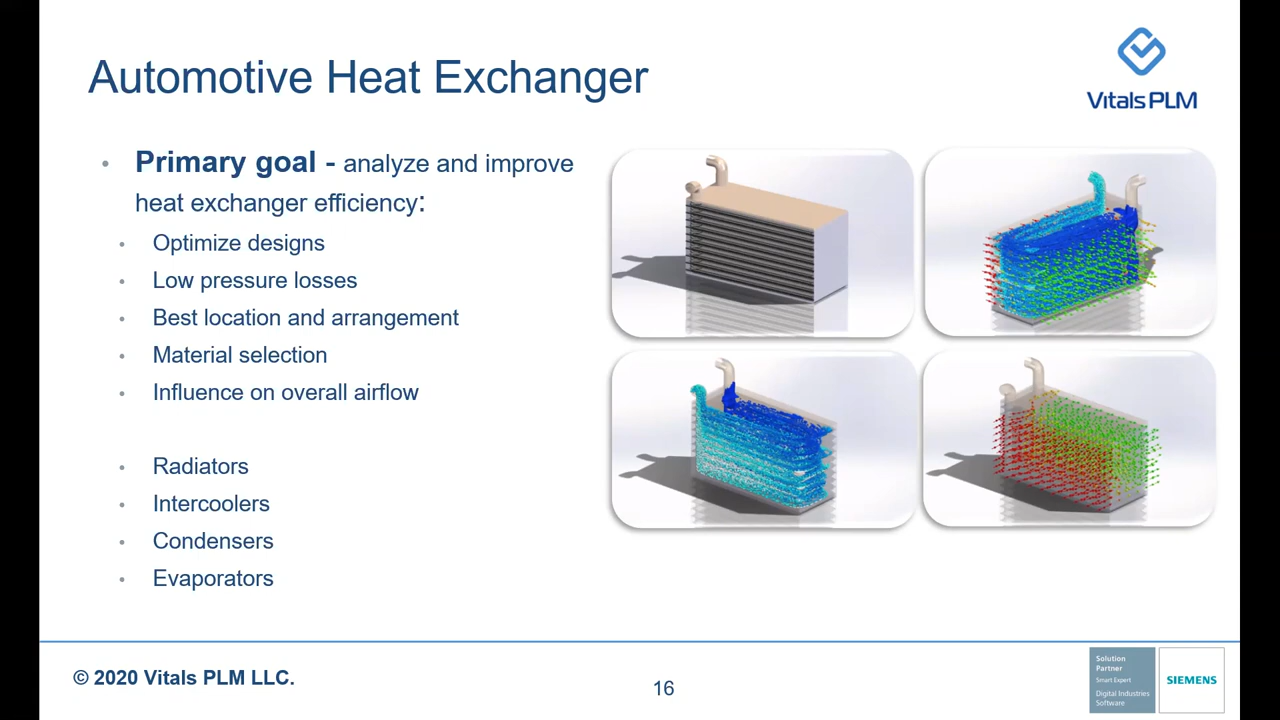 Automotive Heat Exchanger
Vitals PLM
• Primary goal - analyze and improve
heat exchanger efficiency:
• Optimize designs
• Low pressure losses
• Best location and arrangement
• Material selection
• Influence on overall airflow
• Radiators
• Intercoolers
• Condensers
• Evaporators
© 2020 Vitals PLM LLC.
16
Solution
Partner
Smart Expert
Digital Industries
Software
SIEMENS